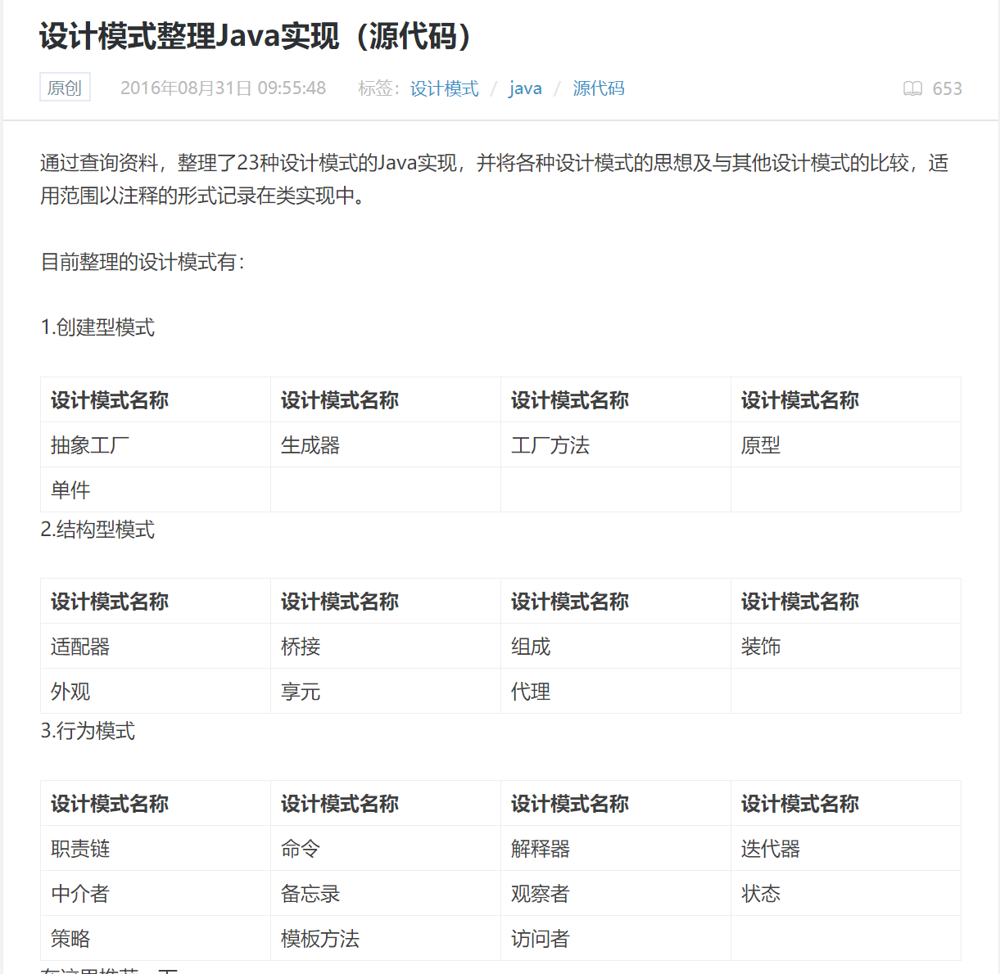 设计模式整理Java实现（源代码）
原创 2016年08月31日 09:55:48 标签： 设计模式 / java / 源代码 653
通过查询资料，整理了23种设计模式的Java实现，并将各种设计模式的思想及与其他设计模式的比较，适
用范围以注释的形式记录在类实现中。
目前整理的设计模式有：
1.创建型模式
设计模式名称 设计模式名称 设计模式名称 设计模式名称
抽象工厂 生成器 工厂方法 原型
单件
2.结构型模式
设计模式名称 设计模式名称 设计模式名称 设计模式名称
适配器 桥接 组成 装饰
外观 享元 代理
3.行为模式
设计模式名称 设计模式名称 设计模式名称 设计模式名称
职责链 命令 解释器 迭代器
中介者 备忘录 观察者 状态
策略 模板方法 访问者